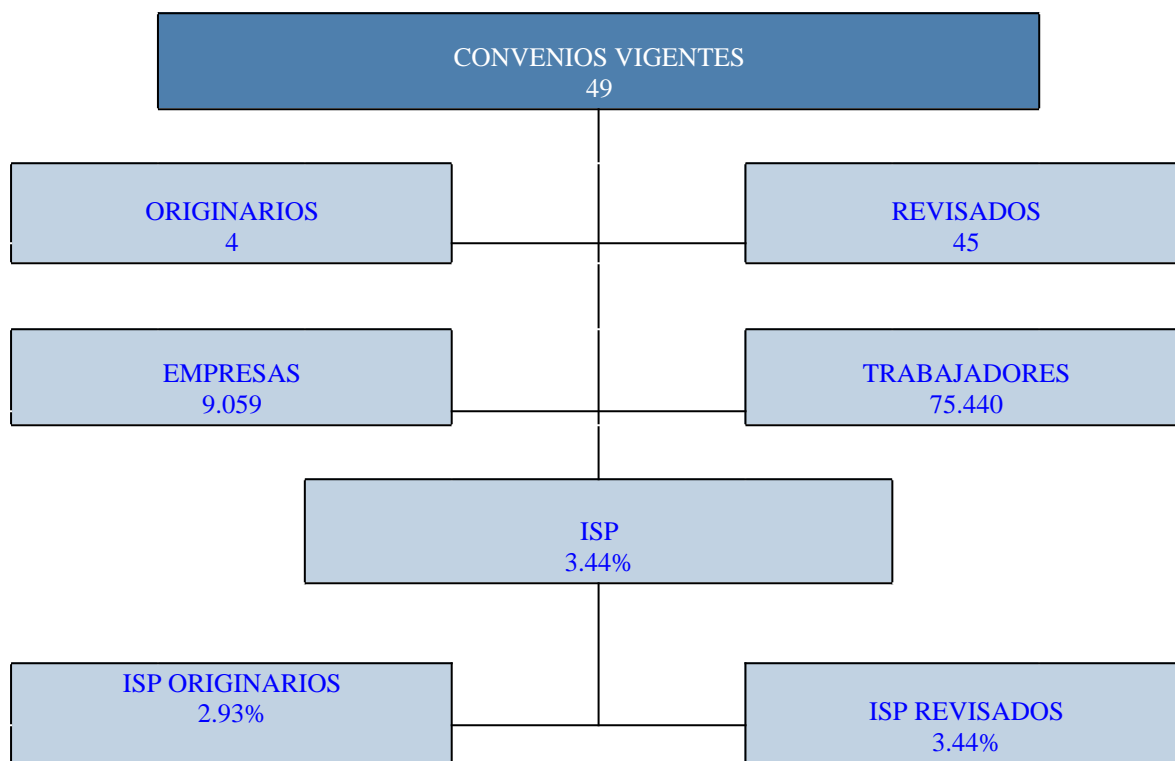 CONVENIOS VIGENTES
49
ORIGINARIOS
4
REVISADOS
45
EMPRESAS
9.059
TRABAJADORES
75.440
ISP
3.44%
ISP ORIGINARIOS
2.93%
ISP REVISADOS
3.44%